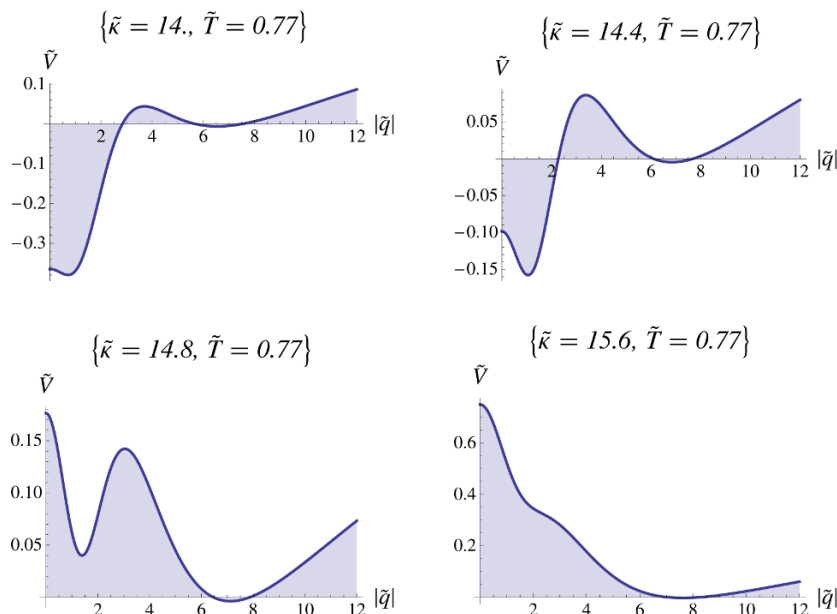 {κ̃ = 14., T̃ = 0.77}
Ṽ
0.1
−0.1
−0.2
−0.3
2 4 6 8 10 12
|q̃|
{κ̃ = 14.4, T̃ = 0.77}
Ṽ
0.05
−0.05
−0.10
−0.15
2 4 6 8 10 12
|q̃|
{κ̃ = 14.8, T̃ = 0.77}
Ṽ
0.15
0.10
0.05
2 4 6 8 10 12
|q̃|
{κ̃ = 15.6, T̃ = 0.77}
Ṽ
0.6
0.4
0.2
2 4 6 8 10 12
|q̃|